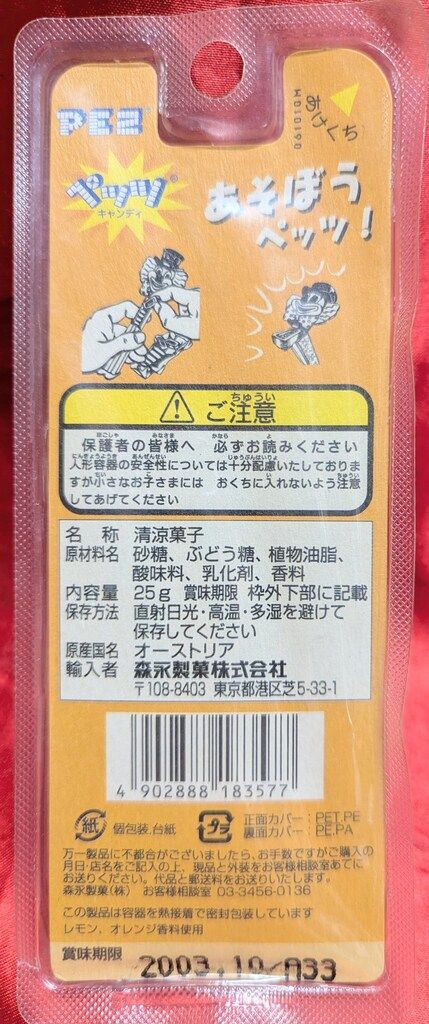 PEZ
あけくち
M010190
ペッツ®
キャンディ
あそぼう
ペッツ!
ご注意
ちゅうい
保護者の皆様へ 必ずお読みください
人形容器の安全性については十分配慮いたしておりま
すが小さなお子さまには おくちに入れないよう注意
してあげてください
名 称 清涼菓子
原材料名 砂糖、ぶどう糖、植物油脂、
酸味料、乳化剤、香料
内容量 25g 賞味期限 枠外下部に記載
保存方法 直射日光・高温・多湿を避けて
保存してください
原産国名 オーストリア
輸入者 森永製菓株式会社
〒108-8403 東京都港区芝5-33-1
4 902888 183577
紙 個包装,台紙 プラ 正面カバー:PET,PE
裏面カバー:PE,PA
万一製品に不都合がございましたら、お手数ですがご購入の
月日・店名をご記入の上、現品と外装をお客様相談室あてに
お送りください。代品と郵送料をお送りいたします。
森永製菓(株) お客様相談室 03-3456-0136
この製品は容器を熱接着で密封包装しています
レモン、オレンジ香料使用
賞味期限 2003.10/A33